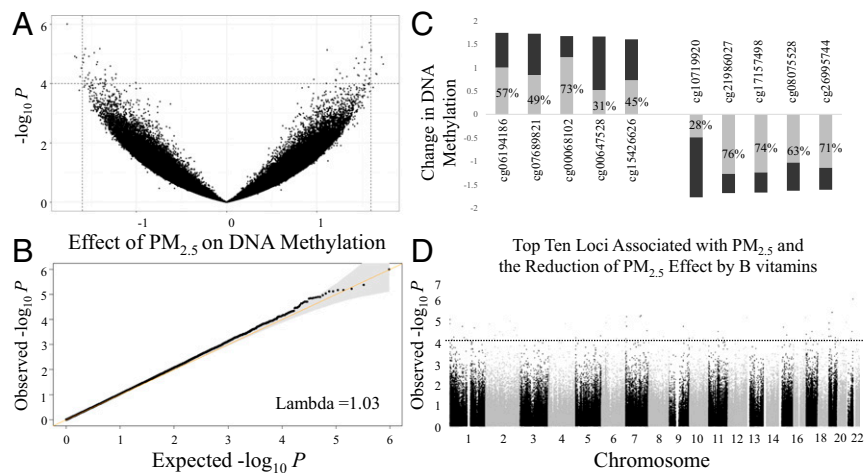 A
-log10 P
6
4
2
0
-1
0
1
Effect of PM2.5 on DNA Methylation
B
Observed -log10 P
6
5
4
3
2
1
0
0 1 2 3 4 5 6
Lambda =1.03
Expected -log10 P
C
Change in DNA
Methylation
2
1.5
1
0.5
0
-0.5
-1
-1.5
-2
57%
49%
73%
31%
45%
cg06194186
cg07689821
cg00068102
cg00647528
cg15426626
cg10719920
cg21986027
cg17157498
cg08075528
cg26995744
28%
76%
74%
63%
71%
Top Ten Loci Associated with PM2.5 and
the Reduction of PM2.5 Effect by B vitamins
D
Observed -log10 P
7
6
5
4
3
2
1
0
1 2 3 4 5 6 7 8 9 10 11 12 13 14 16 18 20 22
Chromosome